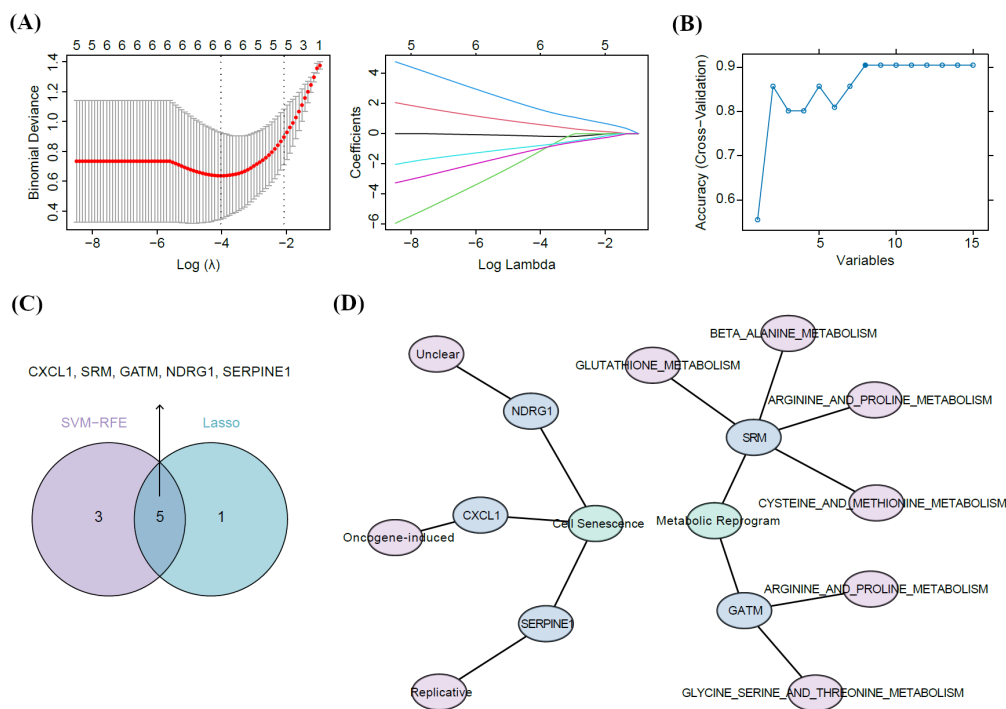 (A)
5 5 6 6 6 6 6 6 6 6 5 5 5 3 1
Binomial Deviance
1.4
1.2
1.0
0.8
0.6
0.4
−8 −6 −4 −2
Log (λ)
5 6 6 5
Coefficients
4
2
0
−2
−4
−6
−8 −6 −4 −2
Log Lambda
(B)
Accuracy (Cross−Validation)
0.9
0.8
0.7
0.6
5 10 15
Variables
(C)
CXCL1, SRM, GATM, NDRG1, SERPINE1
SVM−RFE Lasso
3 5 1
(D)
Unclear
NDRG1
CXCL1
Oncogene−induced
Cell Senescence
SERPINE1
Replicative
BETA_ALANINE_METABOLISM
GLUTATHIONE_METABOLISM
ARGININE_AND_PROLINE_METABOLISM
SRM
CYSTEINE_AND_METHIONINE_METABOLISM
Metabolic Reprogram
ARGININE_AND_PROLINE_METABOLISM
GATM
GLYCINE_SERINE_AND_THREONINE_METABOLISM